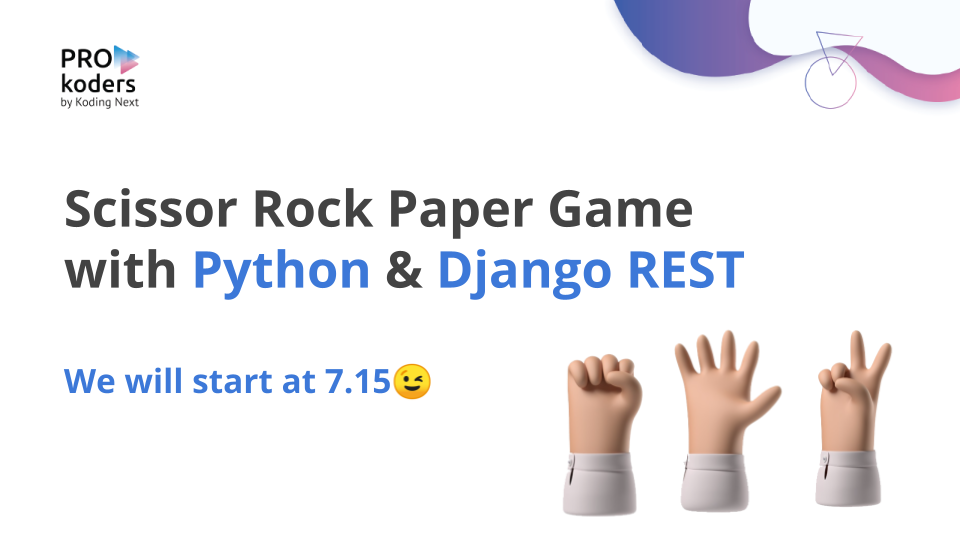 PRO
koders
by Koding Next
Scissor Rock Paper Game
with Python & Django REST
We will start at 7.15😉